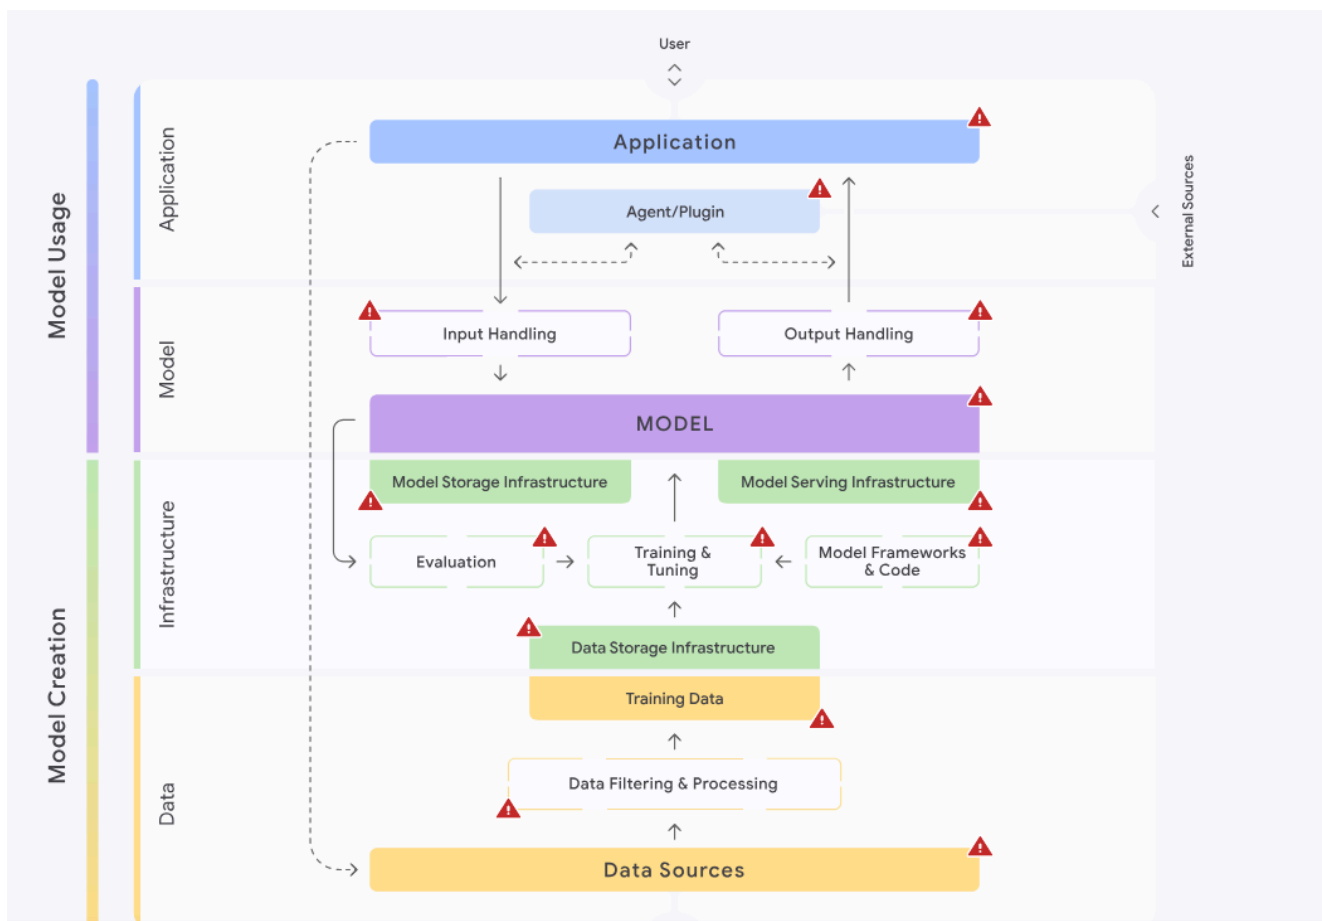 User
Application
Agent/Plugin
External Sources
Model Usage
Application
Input Handling
Output Handling
Model
MODEL
Model Storage Infrastructure
Model Serving Infrastructure
Infrastructure
Evaluation
Training &
Tuning
Model Frameworks
& Code
Model Creation
Data Storage Infrastructure
Training Data
Data
Data Filtering & Processing
Data Sources